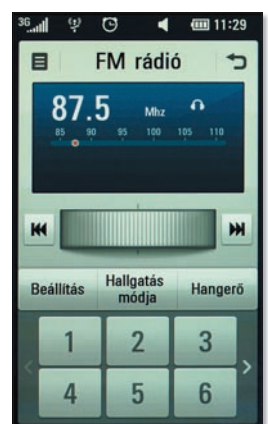 3G 11:29
FM rádió
87.5 Mhz
85 90 95 100 105 110
Beállítás Hallgatás módja Hangerő
1 2 3
4 5 6